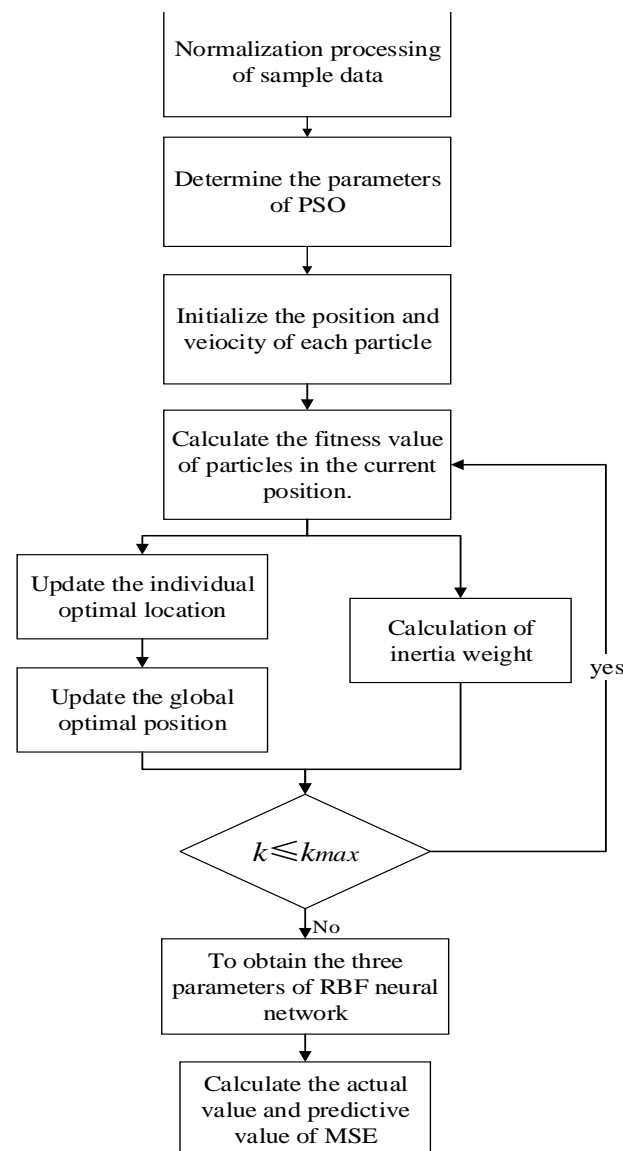 Normalization processing
of sample data
Determine the parameters
of PSO
Initialize the position and
veiocity of each particle
Calculate the fitness value
of particles in the current
position.
Update the individual
optimal location
Calculation of
inertia weight
yes
Update the global
optimal position
k≤kmax
No
To obtain the three
parameters of RBF neural
network
Calculate the actual
value and predictive
value of MSE